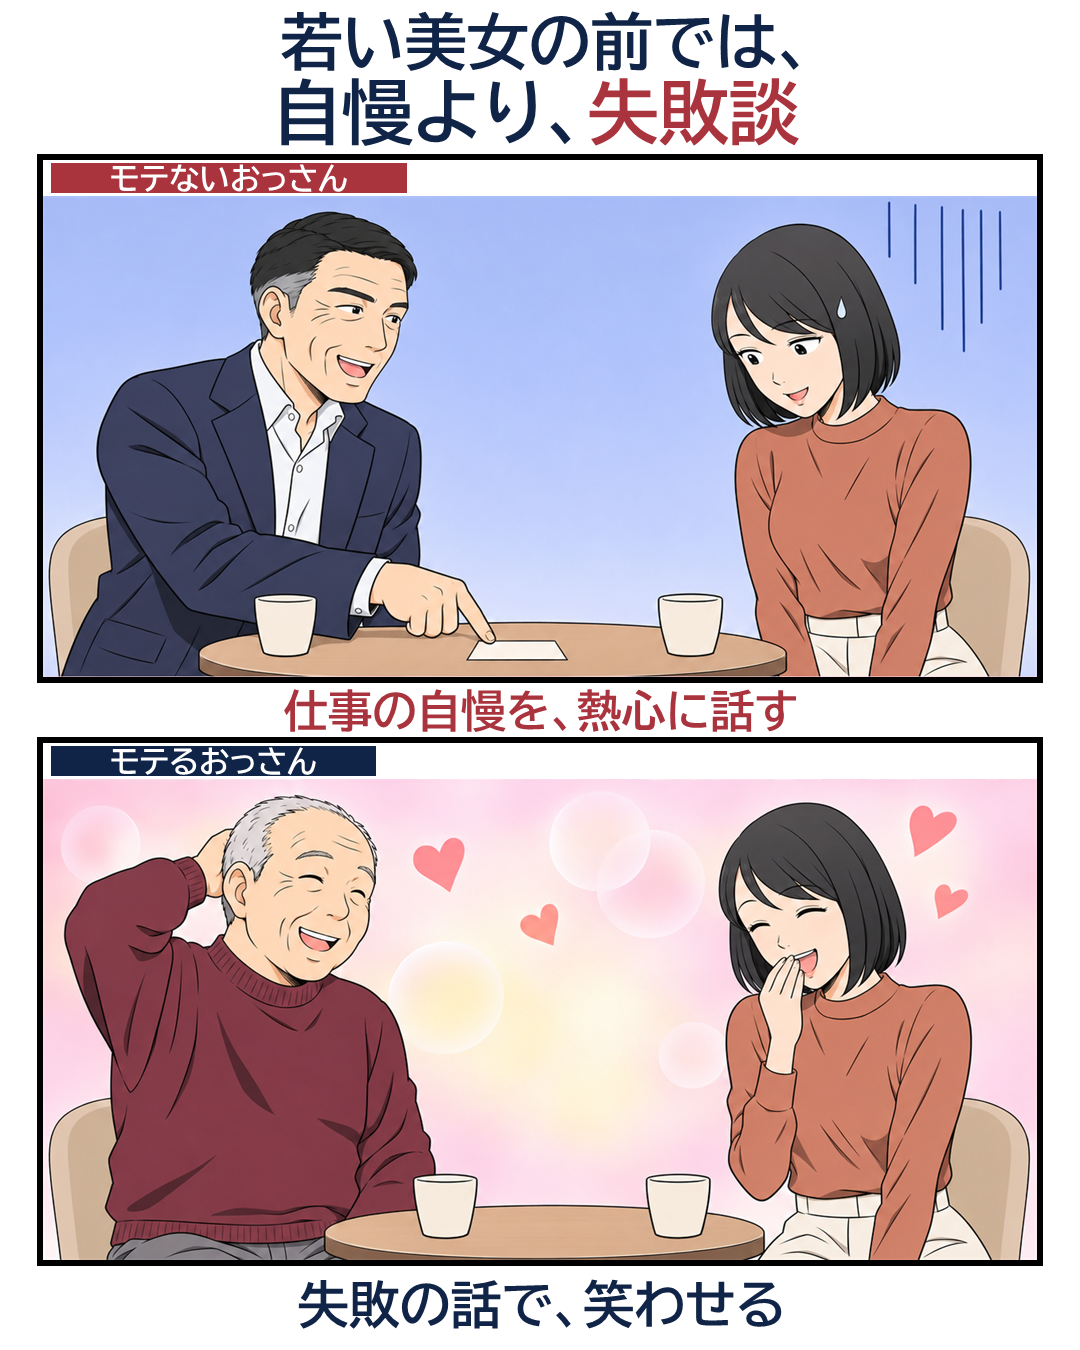 若い美女の前では、
自慢より、失敗談
モテないおっさん
仕事の自慢を、熱心に話す
モテるおっさん
失敗の話で、笑わせる